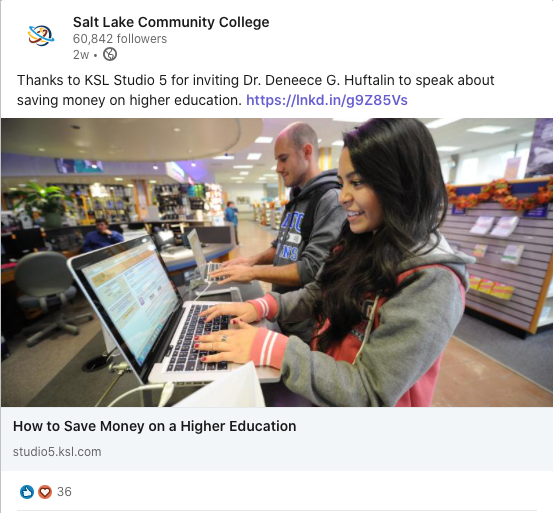 Salt Lake Community College
60,842 followers
2w •
Thanks to KSL Studio 5 for inviting Dr. Deneece G. Huftalin to speak about
saving money on higher education. https://lnkd.in/g9Z85Vs
How to Save Money on a Higher Education
studio5.ksl.com
36